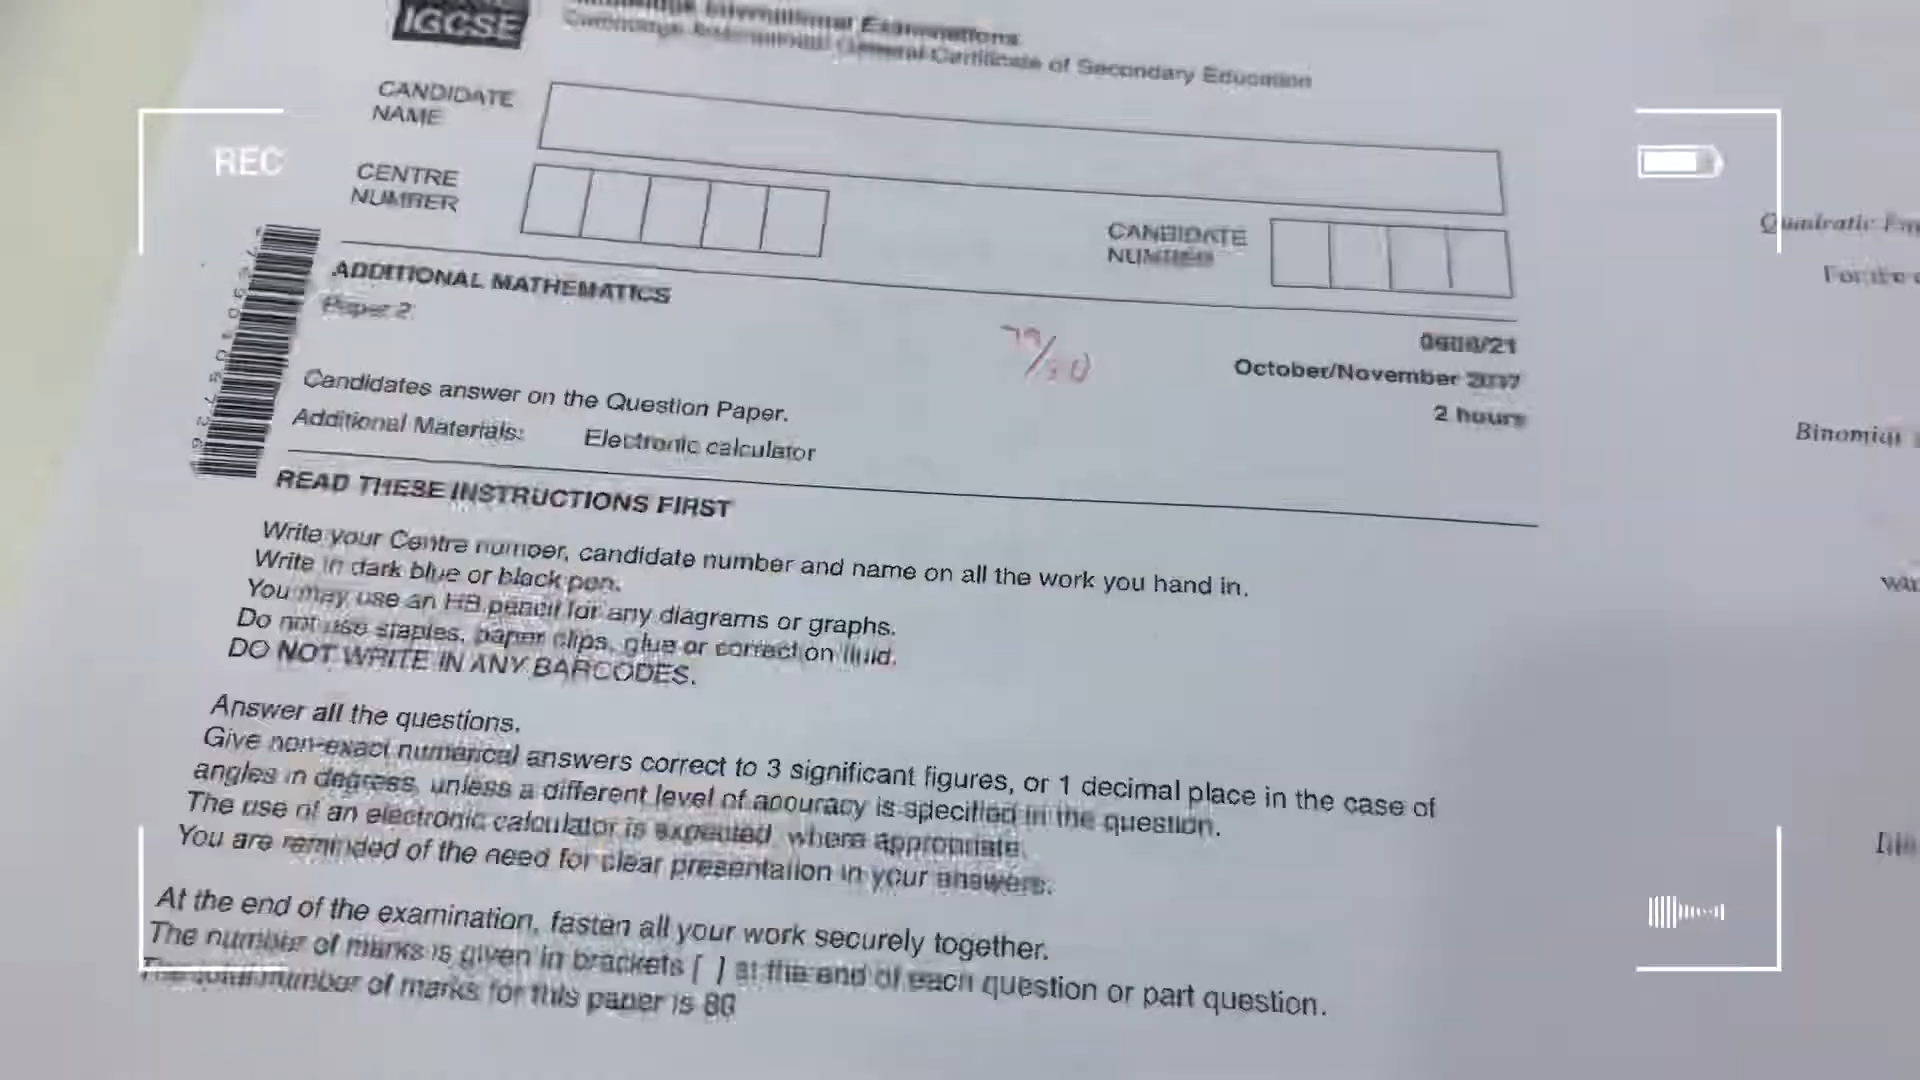 IGCSE
International Examinations
International General Certificate of Secondary Education
CANDIDATE
NAME
REC
CENTRE
NUMBER
CANDIDATE
NUMBER
Quadratic
ADDITIONAL MATHEMATICS
Paper 2
79/80
0606/21
October/November 2017
2 hours
Candidates answer on the Question Paper.
Additional Materials: Electronic calculator
Binomial
READ THESE INSTRUCTIONS FIRST
Write your Centre number, candidate number and name on all the work you hand in.
Write in dark blue or black pen.
You may use an HB pencil for any diagrams or graphs.
Do not use staples, paper clips, glue or correction fluid.
DO NOT WRITE IN ANY BARCODES.
Answer all the questions.
Give non-exact numerical answers correct to 3 significant figures, or 1 decimal place in the case of
angles in degrees, unless a different level of accuracy is specified in the question.
The use of an electronic calculator is expected, where appropriate.
You are reminded of the need for clear presentation in your answers.
At the end of the examination, fasten all your work securely together.
The number of marks is given in brackets [ ] at the end of each question or part question.
The total number of marks for this paper is 80